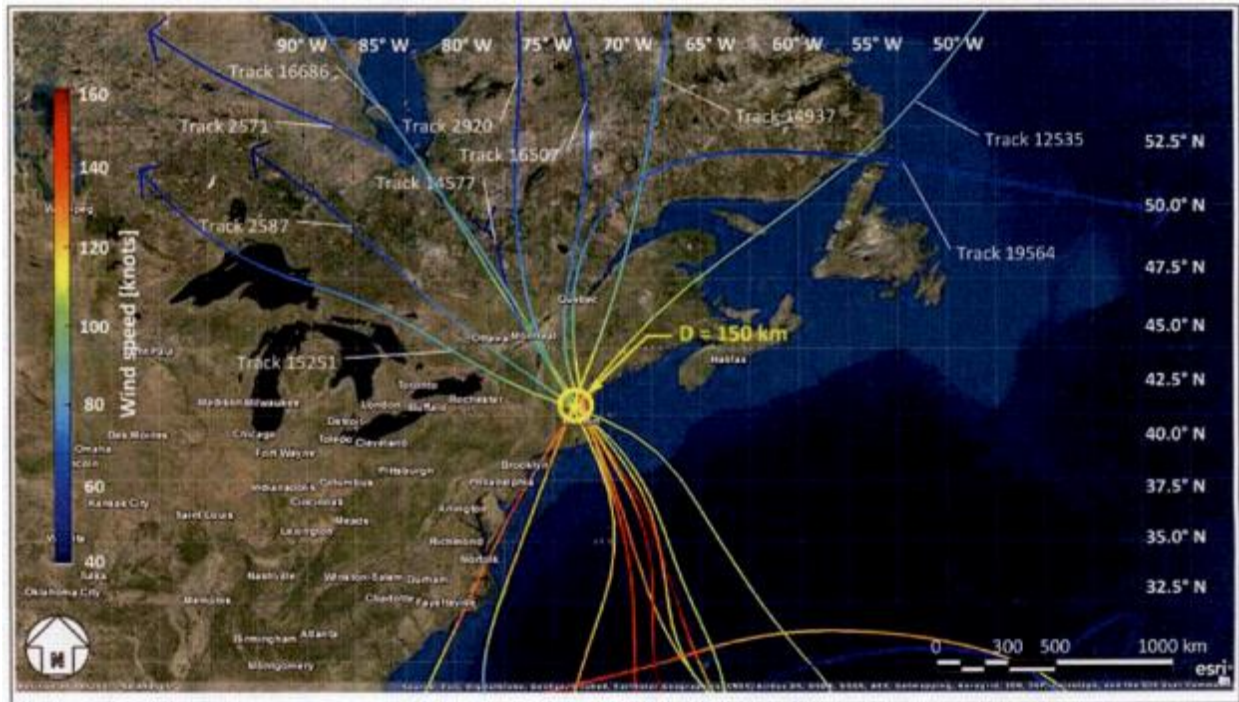 90° W 85° W 80° W 75° W 70° W 65° W 60° W 55° W 50° W
Track 16686
160
Track 2571
Track 2920
Track 14937
Track 12535
Track 16507
52.5° N
140
Track 14577
50.0° N
Track 2587
120
Track 19564
47.5° N
Wind speed [knots]
Quebec
100
Ottawa Montreal
D = 150 km
45.0° N
Halifax
Track 15251
Toronto
42.5° N
80
Madison Milwaukee
London Buffalo Rochester
Detroit
Des Moines
Chicago
Toledo Cleveland
40.0° N
Omaha
Fort Wayne
Pittsburgh
Brooklyn
Philadelphia
60
Indianapolis Columbus
37.5° N
Kansas City
Cincinnati
Saint Louis
Meads
Arlington
Lexington
Richmond
35.0° N
40
Norfolk
Tulsa
Nashville
Winston-Salem Durham
32.5° N
Oklahoma City
Memphis
Charlotte Fayetteville
Birmingham Atlanta
Montgomery
N
0 300 500 1000 km
esri